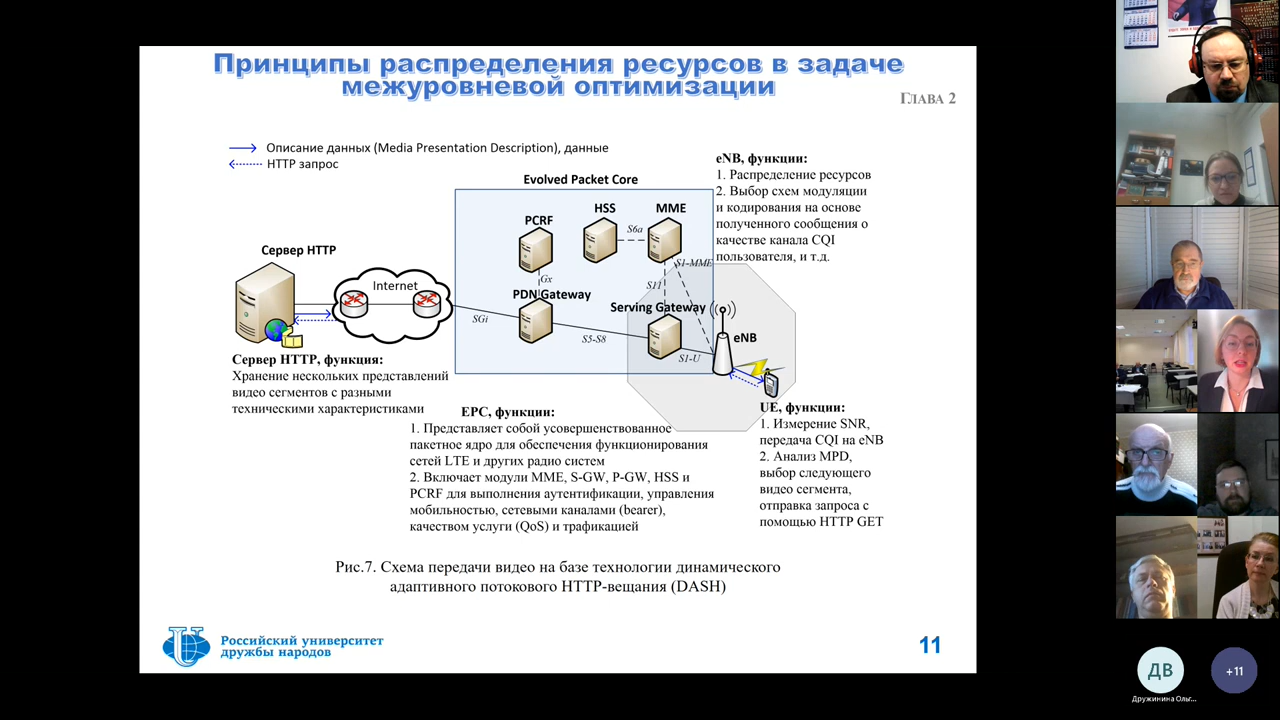 Принципы распределения ресурсов в задаче
межуровневой оптимизации
Глава 2
Описание данных (Media Presentation Description), данные
HTTP запрос
eNB, функции:
1. Распределение ресурсов
2. Выбор схем модуляции
и кодирования на основе
полученного сообщения о
качестве канала CQI
пользователя, и т.д.
Evolved Packet Core
HSS
MME
PCRF
S6a
S1-MME
Gx
S11
Сервер HTTP
Internet
PDN Gateway
Serving Gateway
SGi
S5-S8
S1-U
eNB
Сервер HTTP, функция:
Хранение нескольких представлений
видео сегментов с разными
техническими характеристиками
EPC, функции:
1. Представляет собой усовершенствованное
пакетное ядро для обеспечения функционирования
сетей LTE и других радио систем
2. Включает модули MME, S-GW, P-GW, HSS и
PCRF для выполнения аутентификации, управления
мобильностью, сетевыми каналами (bearer),
качеством услуги (QoS) и трафикацией
UE, функции:
1. Измерение SNR,
передача CQI на eNB
2. Анализ MPD,
выбор следующего
видео сегмента,
отправка запроса с
помощью HTTP GET
Рис.7. Схема передачи видео на базе технологии динамического
адаптивного потокового HTTP-вещания (DASH)
Российский университет
дружбы народов
11
ДВ
+11
Дружинина Ольг...